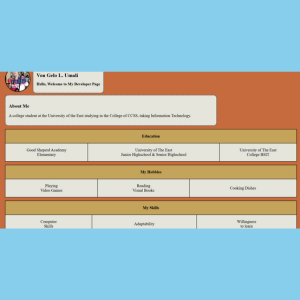 Von Gelo L. Umali
Hello, Welcome to My Developer Page
About Me
A college student at the University of the East studying in the College of CCSS, taking Information Technology.
Education
Good Sheperd Academy
Elementary
University of The East
Junior Highschool & Senior Highschool
University of The East
College BSIT
My Hobbies
Playing
Video Games
Reading
Visual Books
Cooking Dishes
My Skills
Computer
Skills
Adaptability
Willingness
to learn